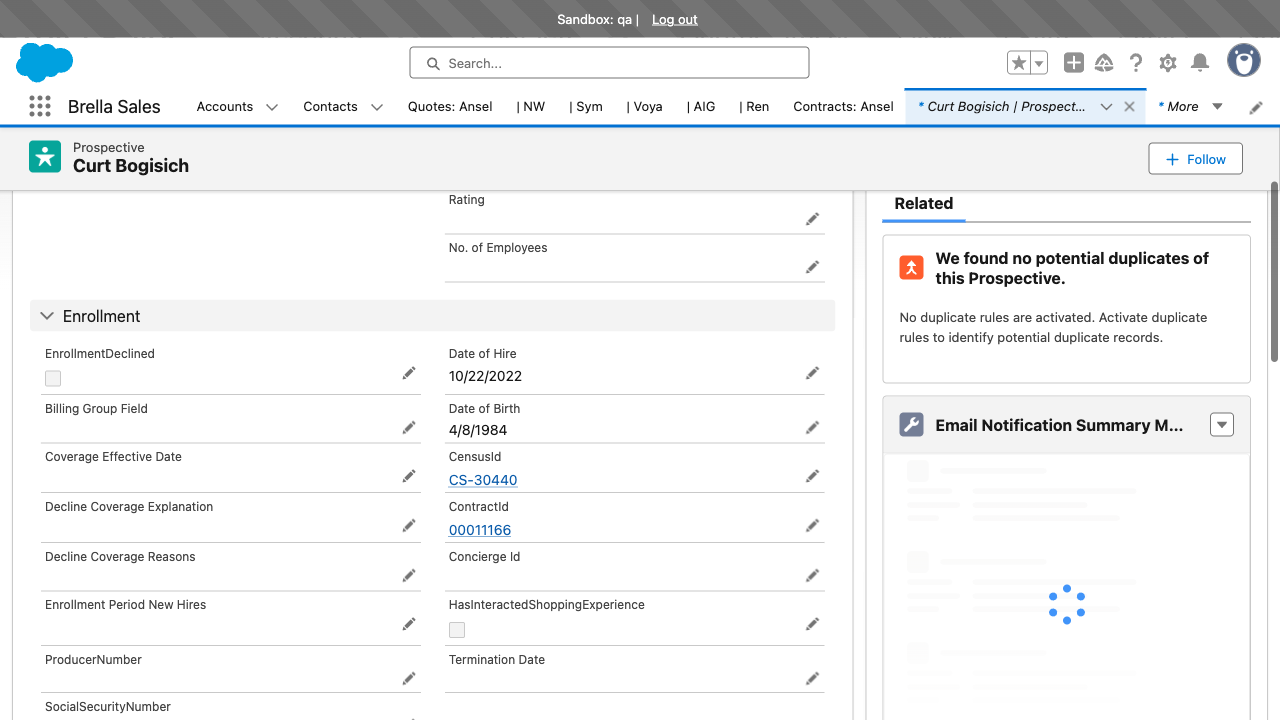 Sandbox: qa | Log out
Search...
Brella Sales
Accounts
Contacts
Quotes: Ansel
| NW
| Sym
| Voya
| AIG
| Ren
Contracts: Ansel
* Curt Bogisich | Prospect...
* More
Prospective
Curt Bogisich
Follow
Rating
No. of Employees
Enrollment
EnrollmentDeclined
Date of Hire
10/22/2022
Billing Group Field
Date of Birth
4/8/1984
Coverage Effective Date
CensusId
CS-30440
Decline Coverage Explanation
ContractId
00011166
Decline Coverage Reasons
Concierge Id
Enrollment Period New Hires
HasInteractedShoppingExperience
ProducerNumber
Termination Date
SocialSecurityNumber
Related
We found no potential duplicates of
this Prospective.
No duplicate rules are activated. Activate duplicate
rules to identify potential duplicate records.
Email Notification Summary M...